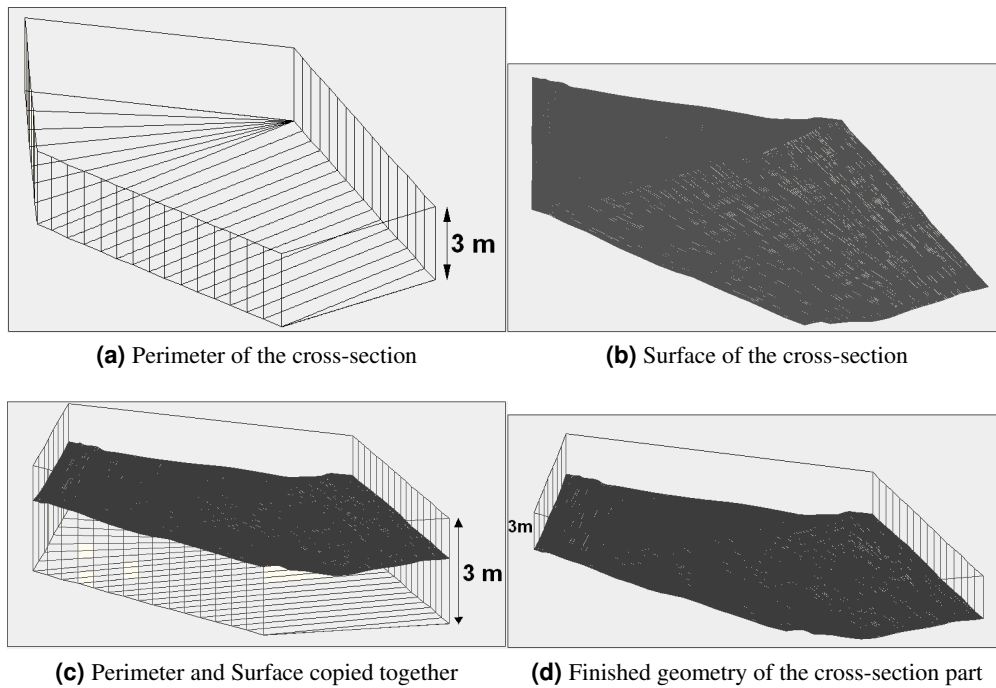 3 m
(a) Perimeter of the cross-section
(b) Surface of the cross-section
3 m
3m
(c) Perimeter and Surface copied together
(d) Finished geometry of the cross-section part